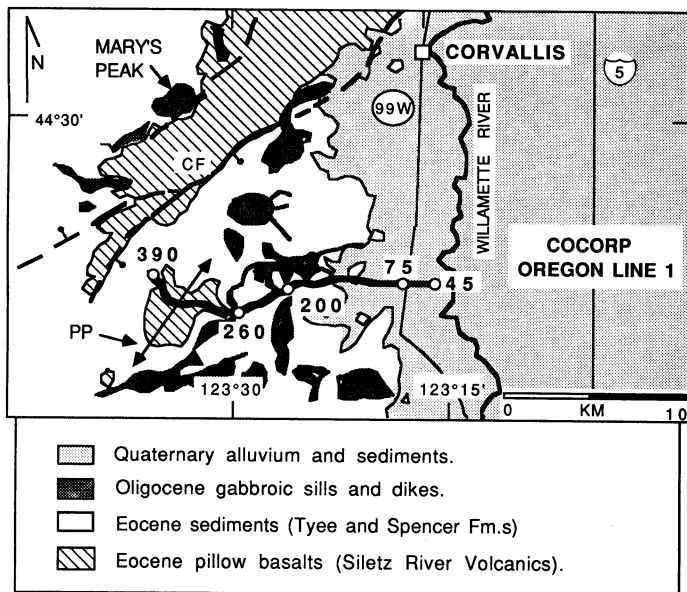 MARY'S
PEAK
N
CORVALLIS
5
44°30'
99W
WILLAMETTE RIVER
CF
COCORP
OREGON LINE 1
390
75
45
200
260
PP
123°30'
123°15'
0 KM 10
Quaternary alluvium and sediments.
Oligocene gabbroic sills and dikes.
Eocene sediments (Tyee and Spencer Fm.s)
Eocene pillow basalts (Siletz River Volcanics).